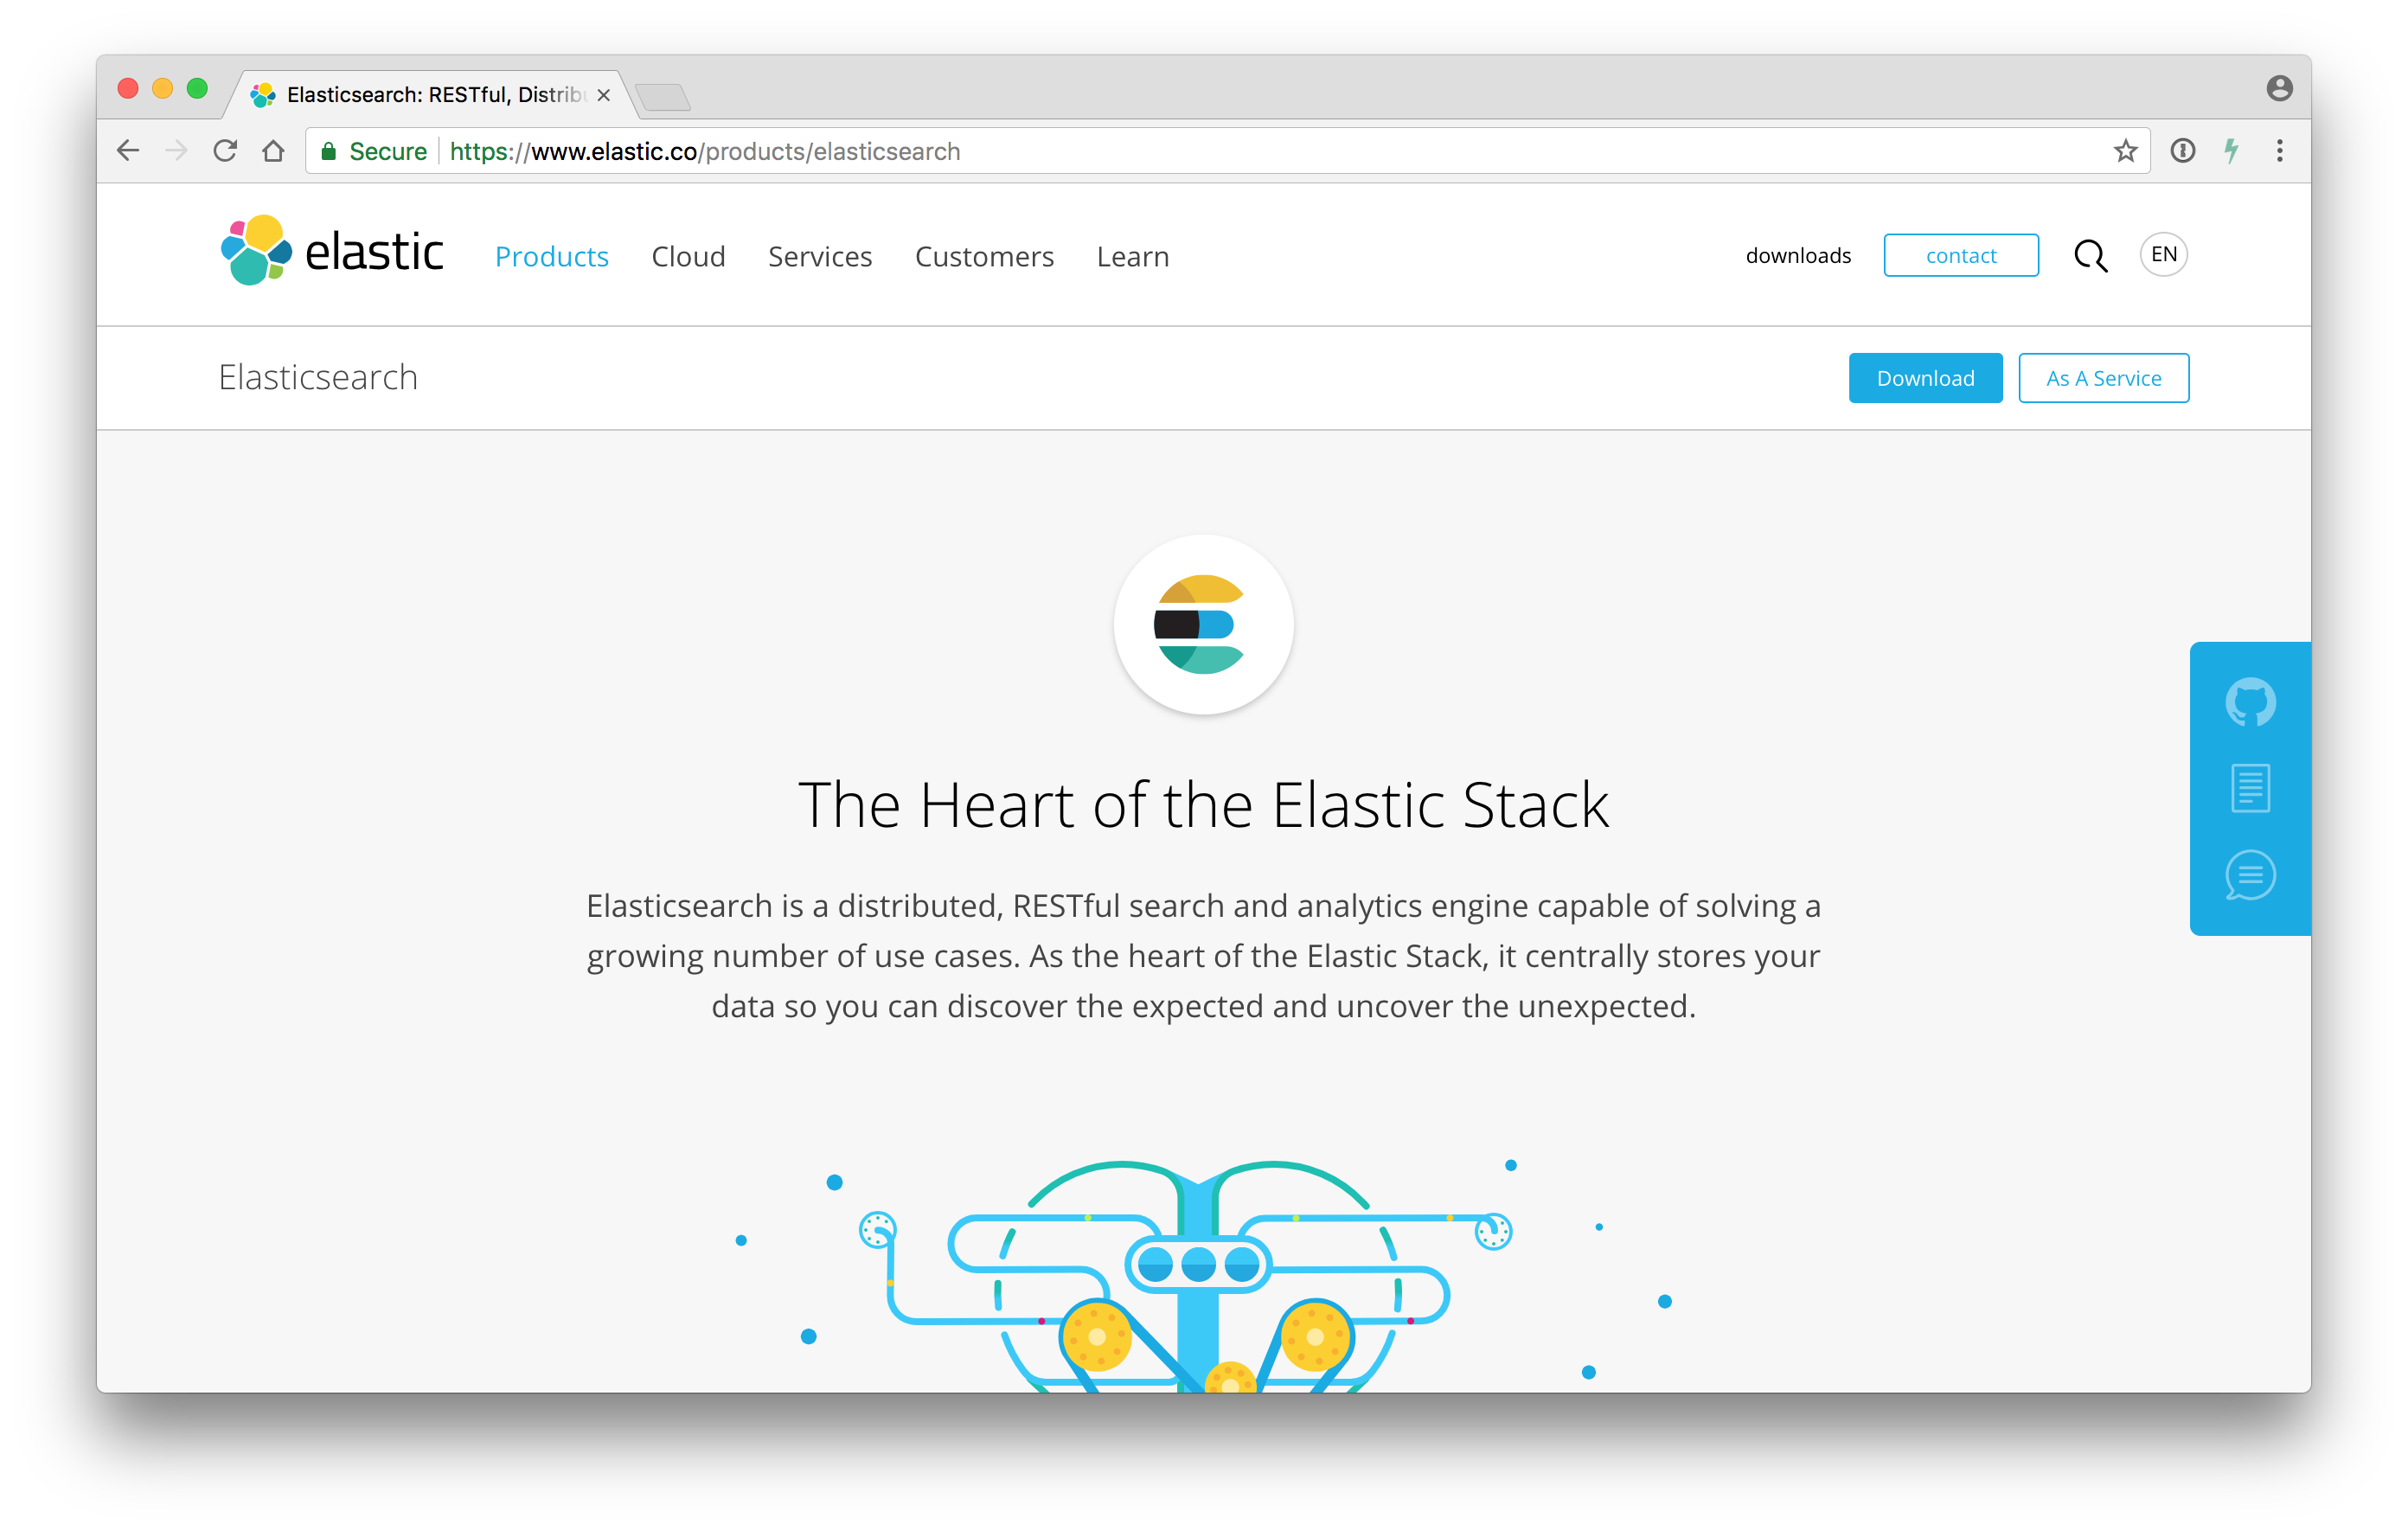 Elasticsearch: RESTful, Distrib
Secure https://www.elastic.co/products/elasticsearch
elastic Products Cloud Services Customers Learn downloads contact EN
Elasticsearch Download As A Service
The Heart of the Elastic Stack
Elasticsearch is a distributed, RESTful search and analytics engine capable of solving a
growing number of use cases. As the heart of the Elastic Stack, it centrally stores your
data so you can discover the expected and uncover the unexpected.